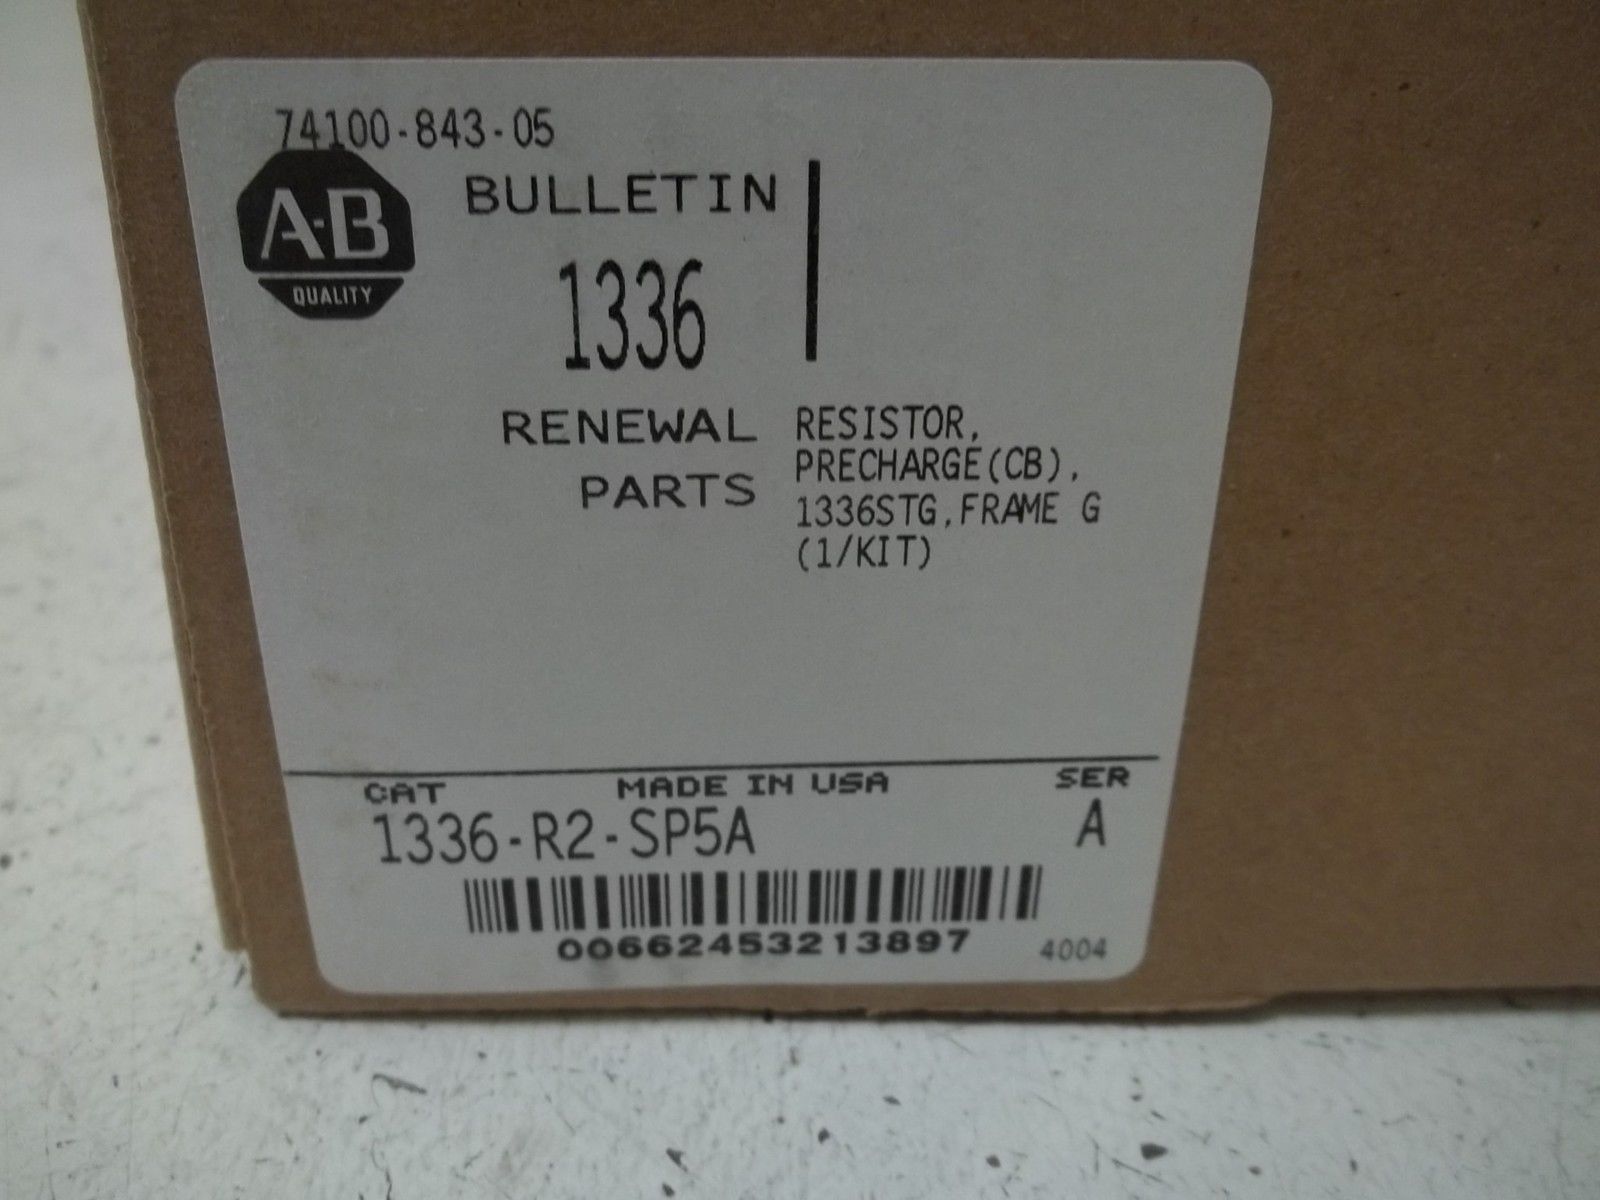 74100-843-05
A-B
QUALITY
BULLETIN
1336
RENEWAL
PARTS
RESISTOR,
PRECHARGE(CB),
1336STG,FRAME G
(1/KIT)
CAT MADE IN USA SER
1336-R2-SP5A A
00662453213897 4004